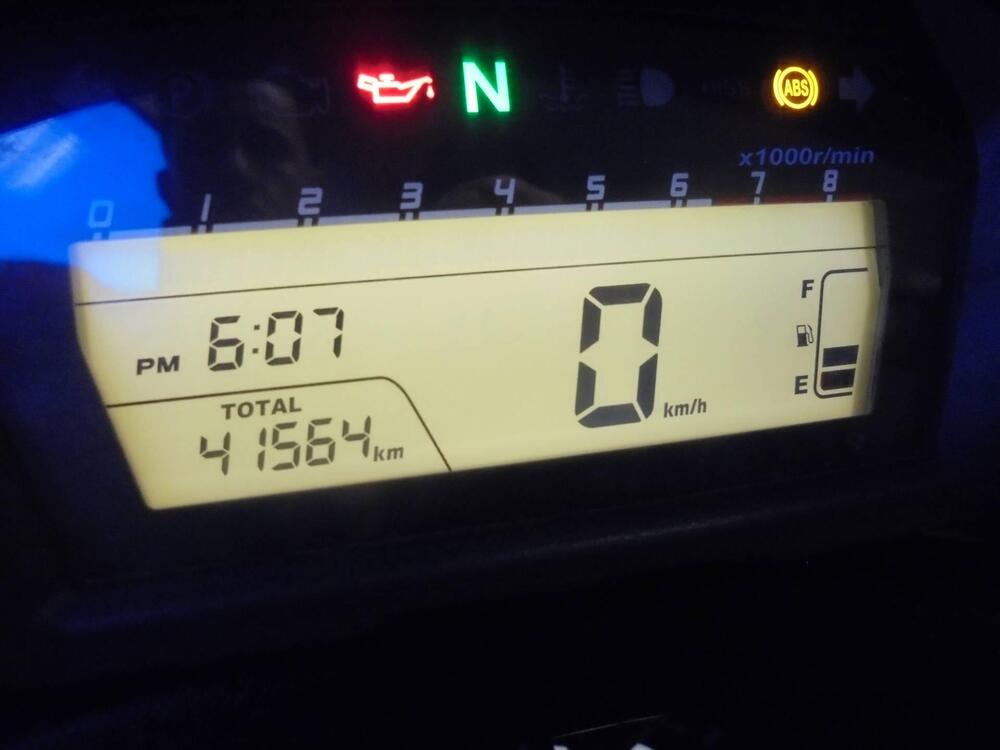 N
ABS
x1000r/min
0 1 2 3 4 5 6 7 8
PM 6:07
TOTAL
41564km
0 km/h
F
E